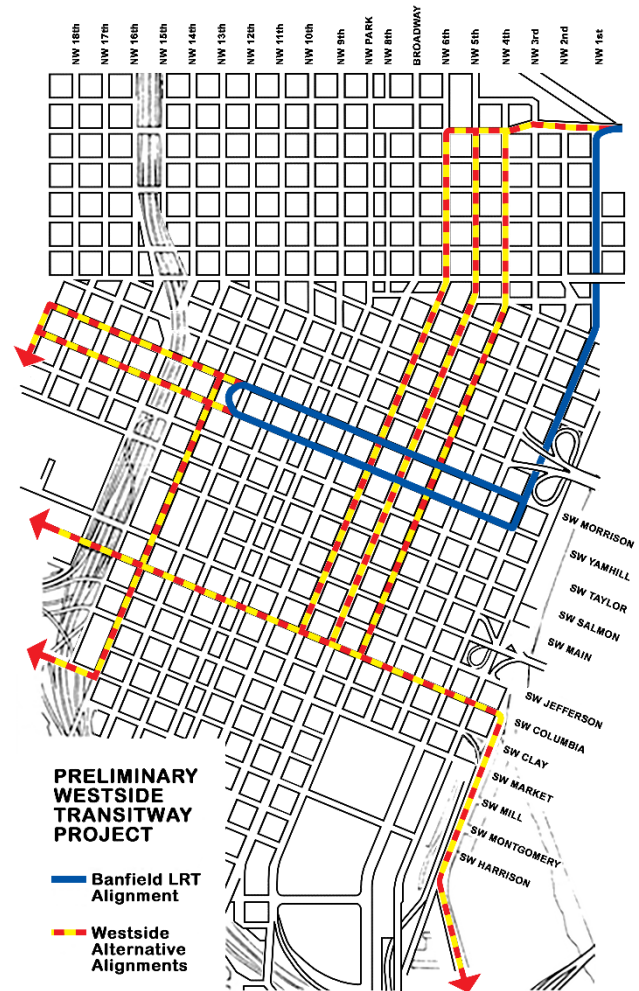 NW 18th
NW 17th
NW 16th
NW 15th
NW 14th
NW 13th
NW 12th
NW 11th
NW 10th
NW 9th
NW PARK
NW 8th
BROADWAY
NW 6th
NW 5th
NW 4th
NW 3rd
NW 2nd
NW 1st
SW MORRISON
SW YAMHILL
SW TAYLOR
SW SALMON
SW MAIN
SW JEFFERSON
SW COLUMBIA
SW CLAY
SW MARKET
SW MILL
SW MONTGOMERY
SW HARRISON
PRELIMINARY
WESTSIDE
TRANSITWAY
PROJECT
Banfield LRT
Alignment
Westside
Alternative
Alignments